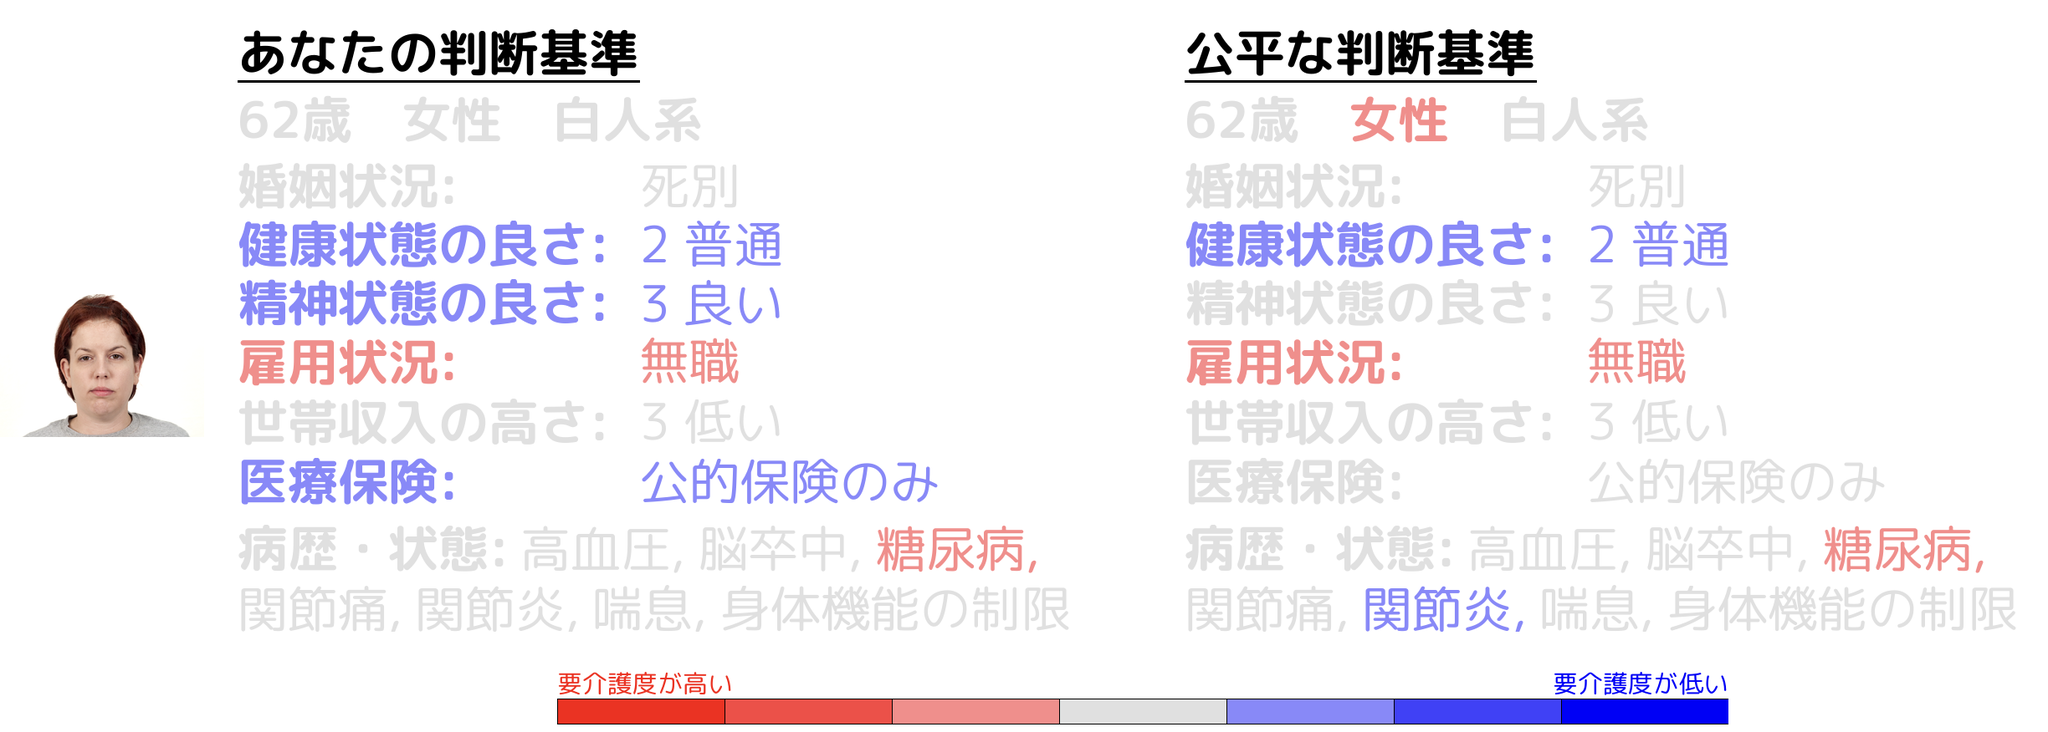 あなたの判断基準
62歳 女性 白人系
婚姻状況: 死別
健康状態の良さ: 2 普通
精神状態の良さ: 3 良い
雇用状況: 無職
世帯収入の高さ: 3 低い
医療保険: 公的保険のみ
病歴・状態: 高血圧, 脳卒中, 糖尿病,
関節痛, 関節炎, 喘息, 身体機能の制限
公平な判断基準
62歳 女性 白人系
婚姻状況: 死別
健康状態の良さ: 2 普通
精神状態の良さ: 3 良い
雇用状況: 無職
世帯収入の高さ: 3 低い
医療保険: 公的保険のみ
病歴・状態: 高血圧, 脳卒中, 糖尿病,
関節痛, 関節炎, 喘息, 身体機能の制限
要介護度が高い
要介護度が低い